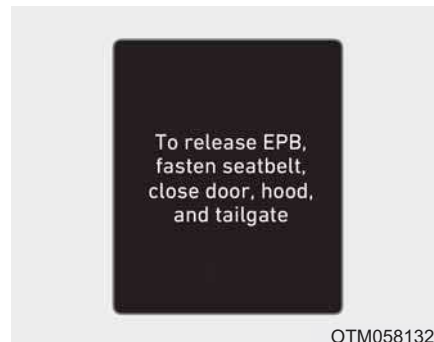 To release EPB,
fasten seatbelt,
close door, hood,
and tailgate
OTM058132